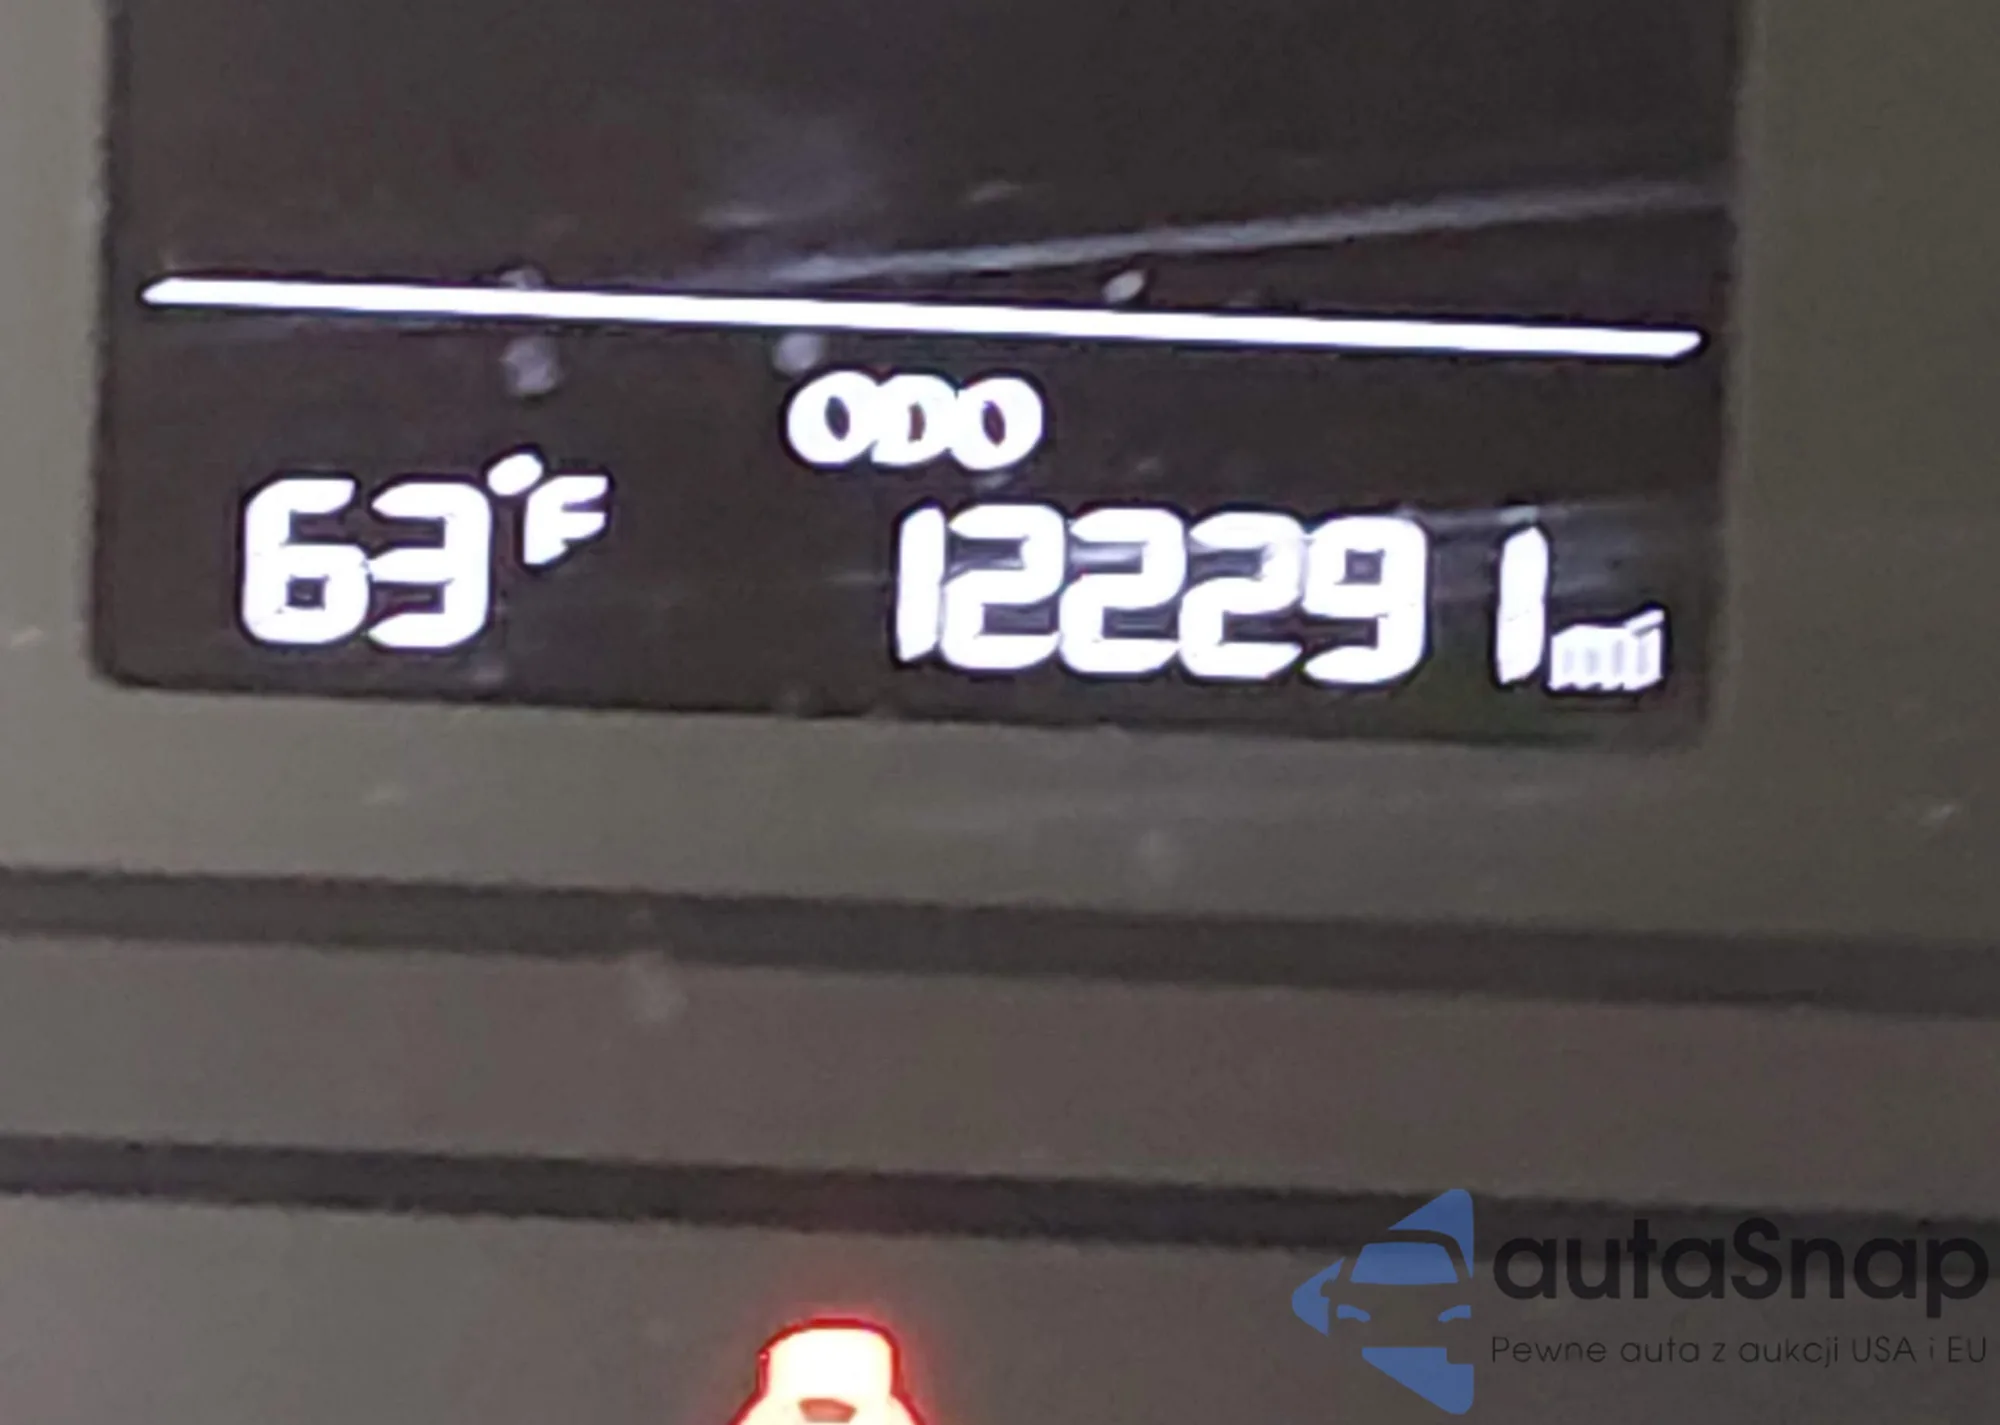 ODO
63°F 122291 mi
autaSnap
Pewne auta z aukcji USA i EU